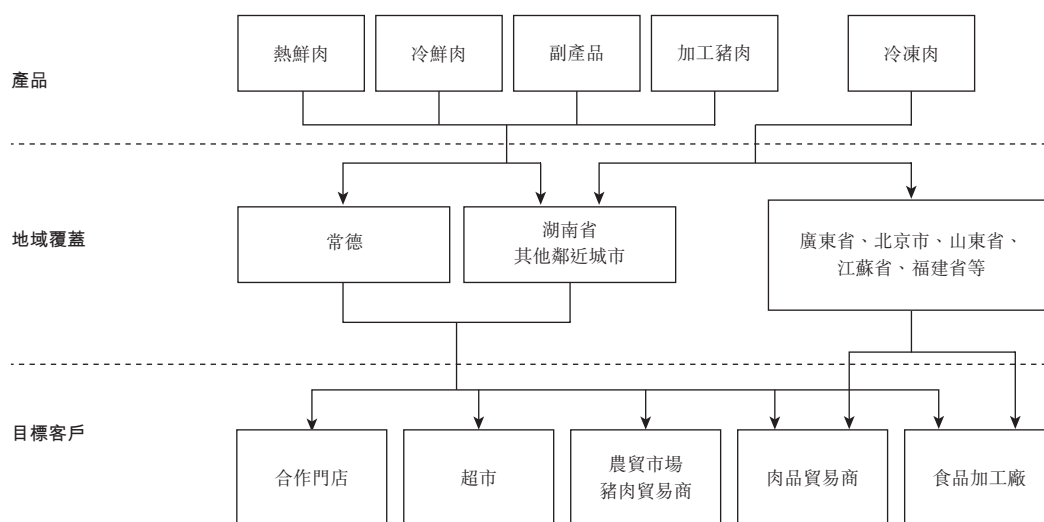 產品
熱鮮肉
冷鮮肉
副產品
加工豬肉
冷凍肉
地域覆蓋
常德
湖南省
其他鄰近城市
廣東省、北京市、山東省、
江蘇省、福建省等
目標客戶
合作門店
超市
農貿市場
豬肉貿易商
肉品貿易商
食品加工廠